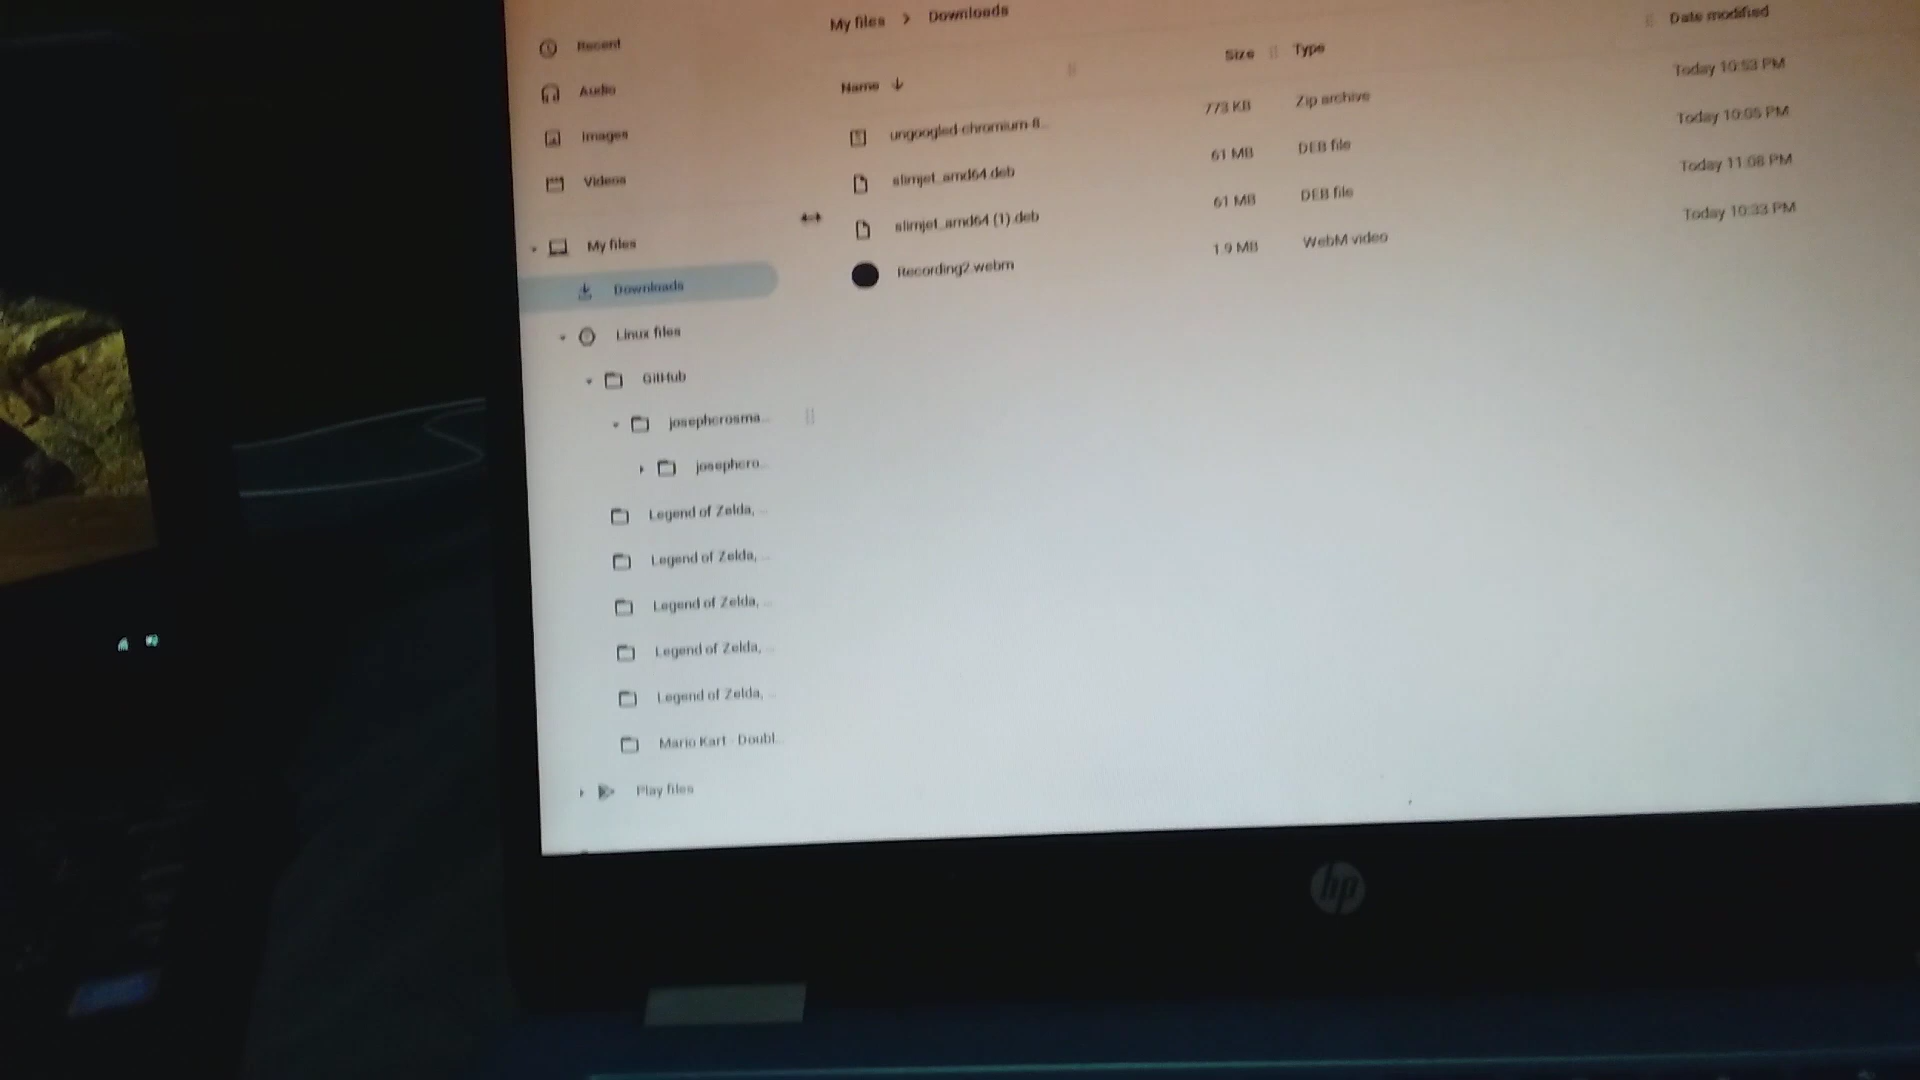 My files > Downloads
Recent
Audio
Images
Videos
My files
Downloads
Linux files
GitHub
josephcrosma...
josephcro...
Legend of Zelda, ...
Legend of Zelda, ...
Legend of Zelda, ...
Legend of Zelda, ...
Legend of Zelda, ...
Mario Kart - Doubl...
Play files
Name Size Type Date modified
ungoogled-chromium-8... 773 KB Zip archive Today 10:53 PM
slimjet_amd64.deb 61 MB DEB file Today 10:05 PM
slimjet_amd64 (1).deb 61 MB DEB file Today 11:08 PM
Recording2.webm 1.9 MB WebM video Today 10:33 PM
hp